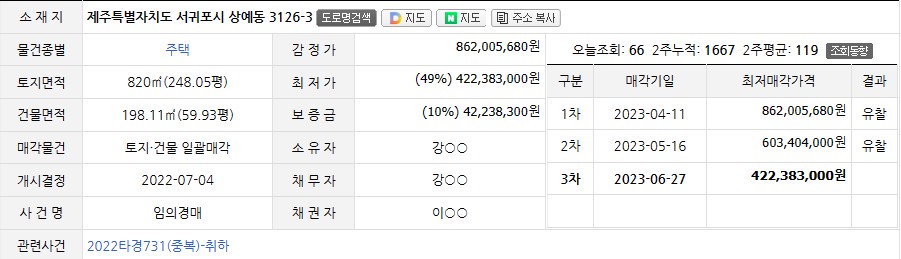 소 재 지 제주특별자치도 서귀포시 상예동 3126-3 도로명검색 D 지도 N 지도 주소 복사
물건종별 주택 감 정 가 862,005,680원 오늘조회: 66 2주누적: 1667 2주평균: 119 조회동향
토지면적 820㎡(248.05평) 최 저 가 (49%) 422,383,000원 구분 매각기일 최저매각가격 결과
건물면적 198.11㎡(59.93평) 보 증 금 (10%) 42,238,300원 1차 2023-04-11 862,005,680원 유찰
매각물건 토지·건물 일괄매각 소 유 자 강○○ 2차 2023-05-16 603,404,000원 유찰
개시결정 2022-07-04 채 무 자 강○○ 3차 2023-06-27 422,383,000원
사 건 명 임의경매 채 권 자 이○○
관련사건 2022타경731(중복)-취하